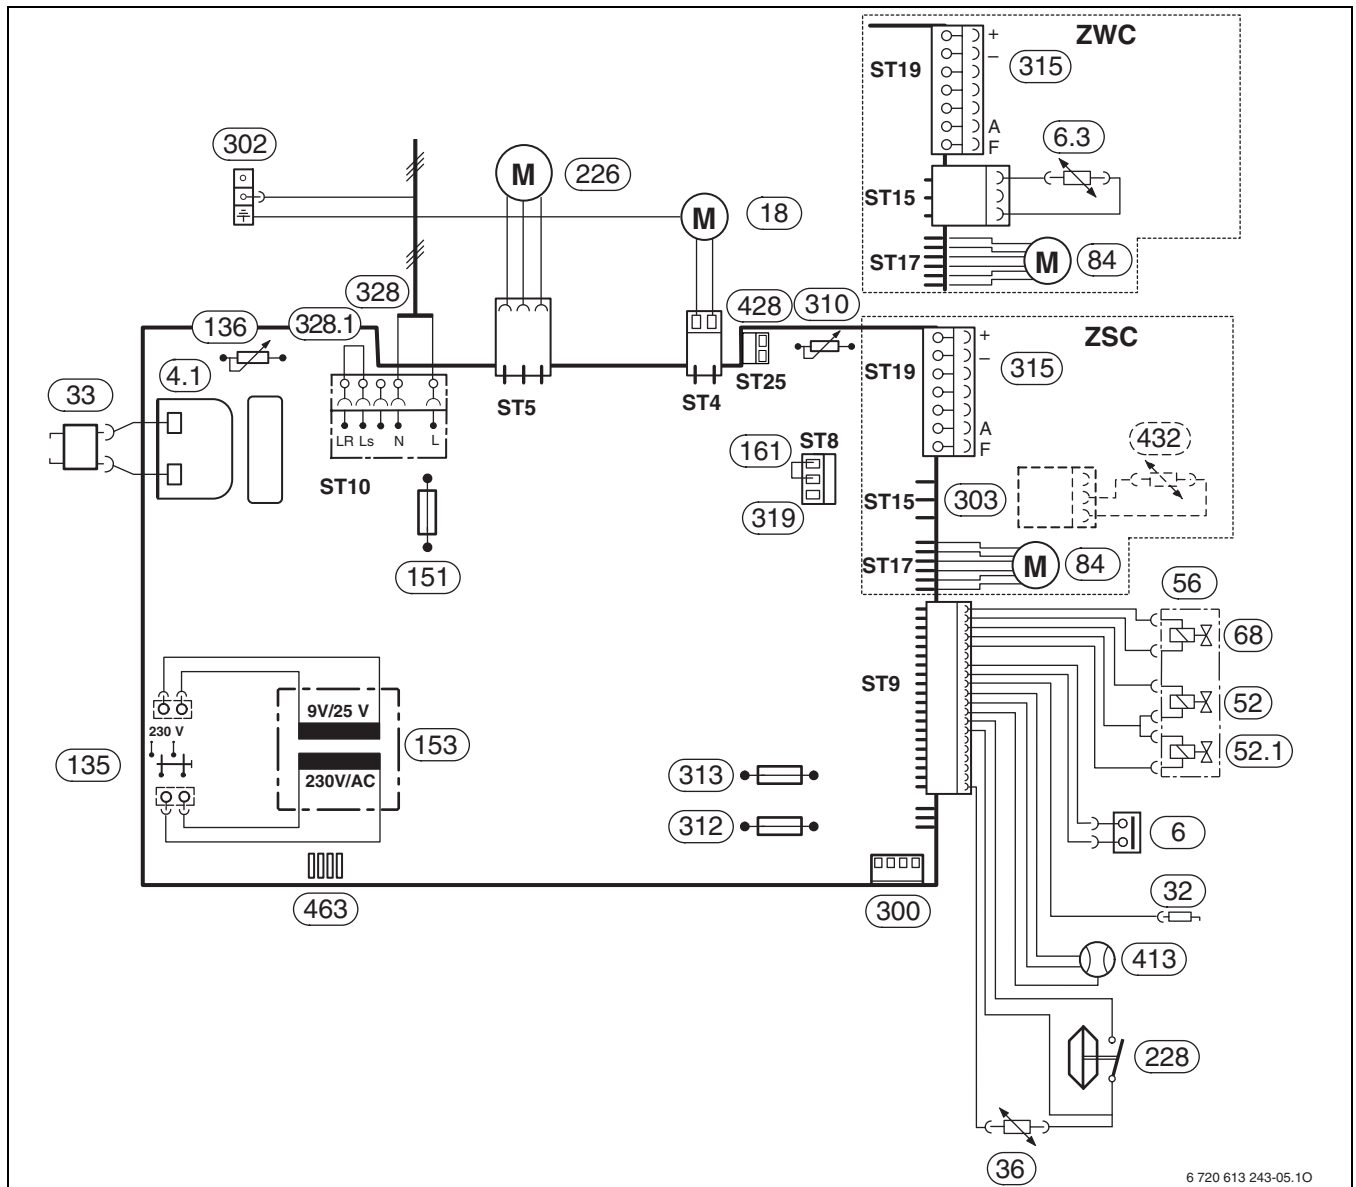 ZWC
+
–
ST19
315
A
F
6.3
ST15
ST17
M
84
302
M
226
M
18
328
136
328.1
428
310
ZSC
+
–
ST19
315
4.1
33
ST25
ST5
ST4
LR Ls N L
A
F
432
161
ST8
ST10
319
ST15
303
151
ST17
M
84
56
68
ST9
52
9V/25 V
230 V
153
52.1
135
230V/AC
313
312
6
463
300
32
413
228
36
6 720 613 243-05.1O